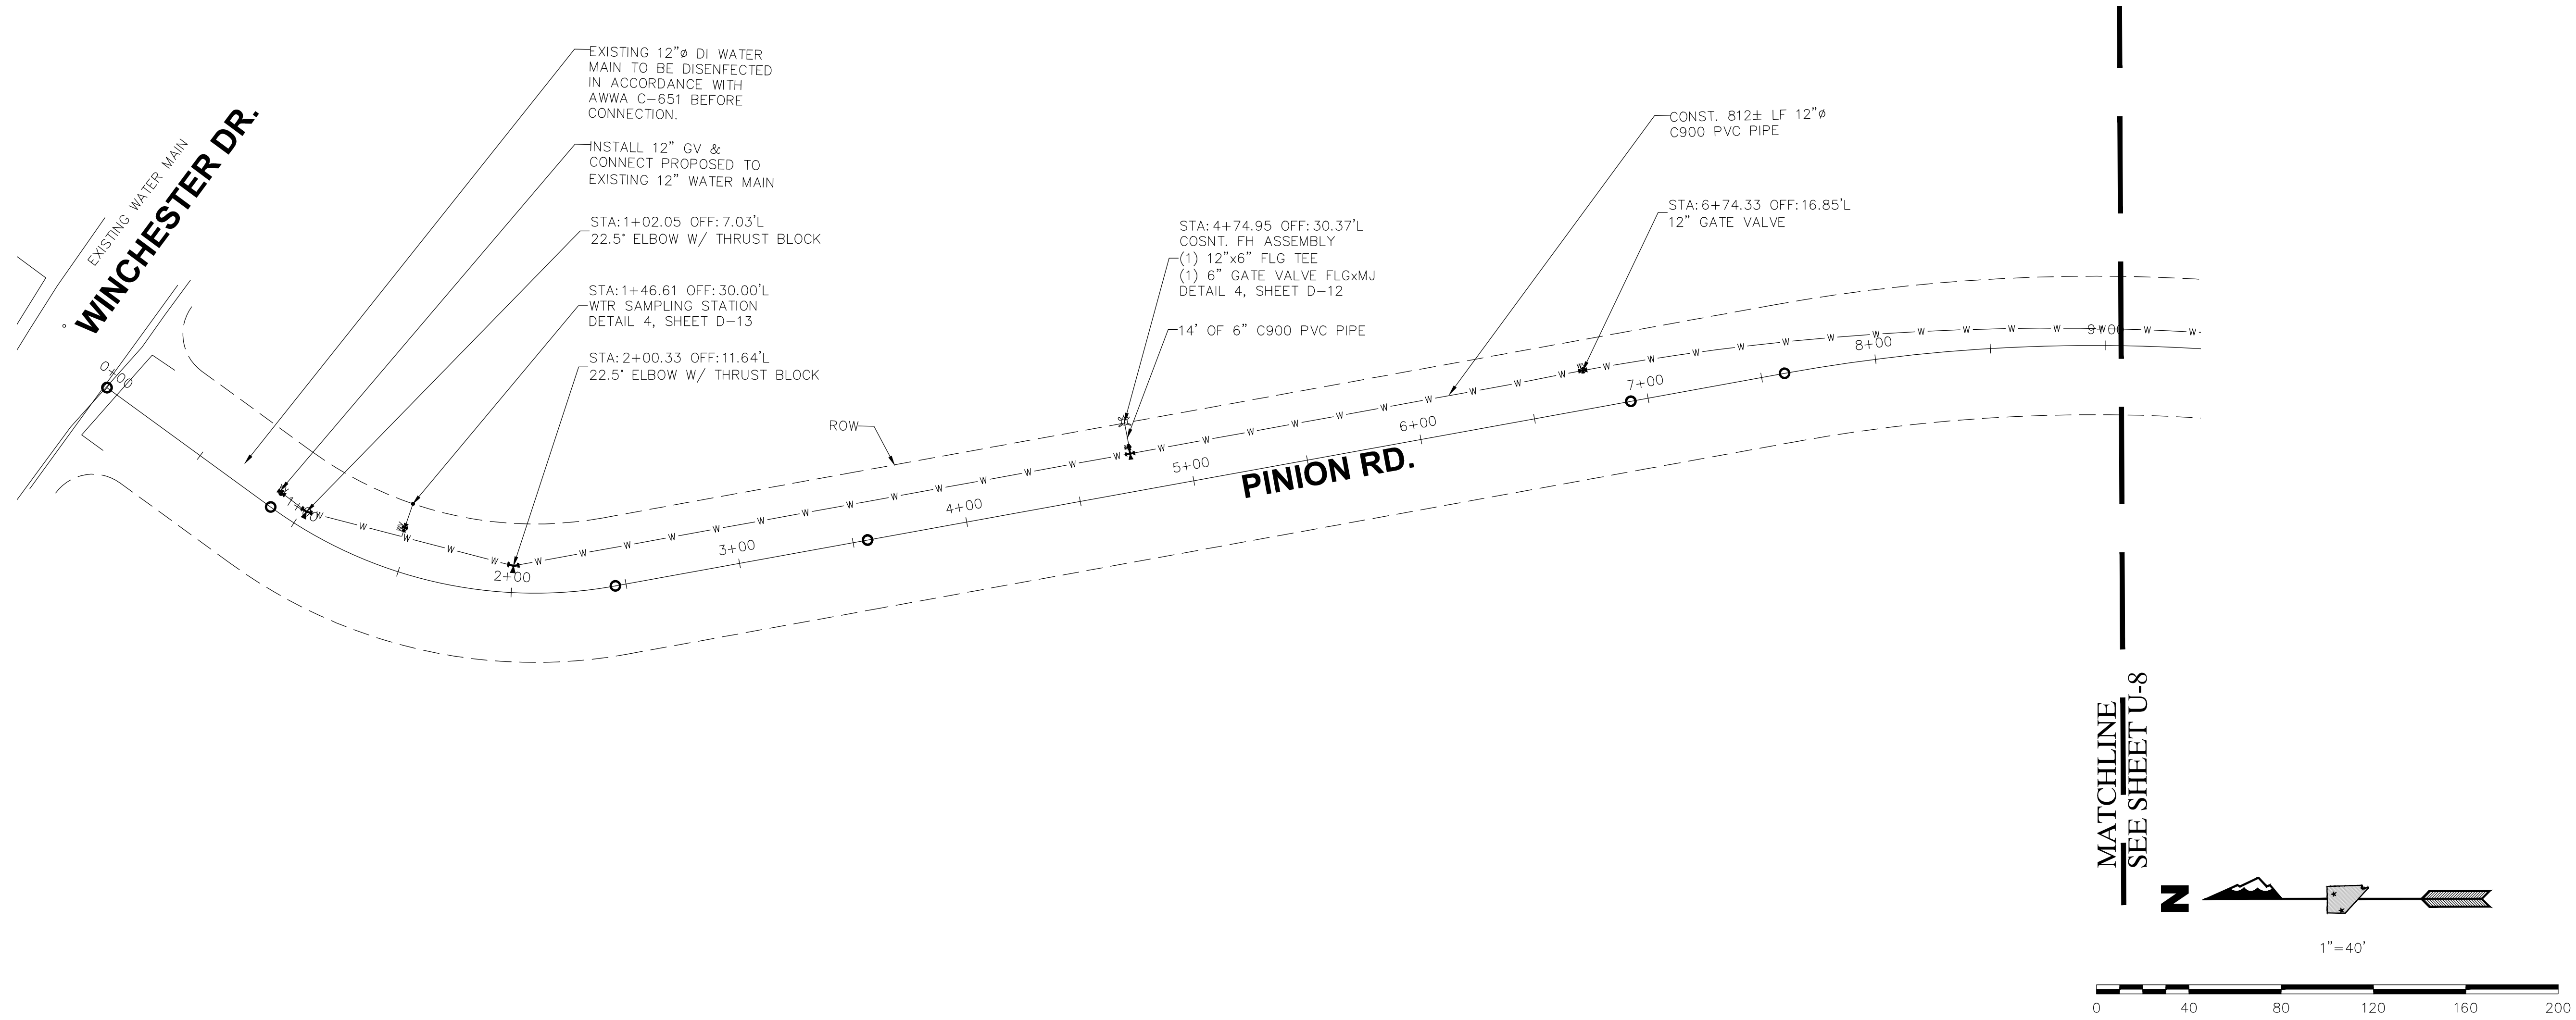 EXISTING 12"ø DI WATER
MAIN TO BE DISENFECTED
IN ACCORDANCE WITH
AWWA C-651 BEFORE
CONNECTION.
INSTALL 12" GV &
CONNECT PROPOSED TO
EXISTING 12" WATER MAIN
STA:1+02.05 OFF:7.03'L
22.5° ELBOW W/ THRUST BLOCK
STA:1+46.61 OFF:30.00'L
WTR SAMPLING STATION
DETAIL 4, SHEET D-13
STA:2+00.33 OFF:11.64'L
22.5° ELBOW W/ THRUST BLOCK
EXISTING WATER MAIN
WINCHESTER DR.
ROW
STA:4+74.95 OFF:30.37'L
COSNT. FH ASSEMBLY
(1) 12"x6" FLG TEE
(1) 6" GATE VALVE FLGxMJ
DETAIL 4, SHEET D-12
14' OF 6" C900 PVC PIPE
CONST. 812± LF 12"ø
C900 PVC PIPE
STA:6+74.33 OFF:16.85'L
12" GATE VALVE
0+00
1+00
2+00
3+00
4+00
5+00
6+00
7+00
8+00
9+00
PINION RD.
MATCHLINE
SEE SHEET U-8
N
1"=40'
0 40 80 120 160 200